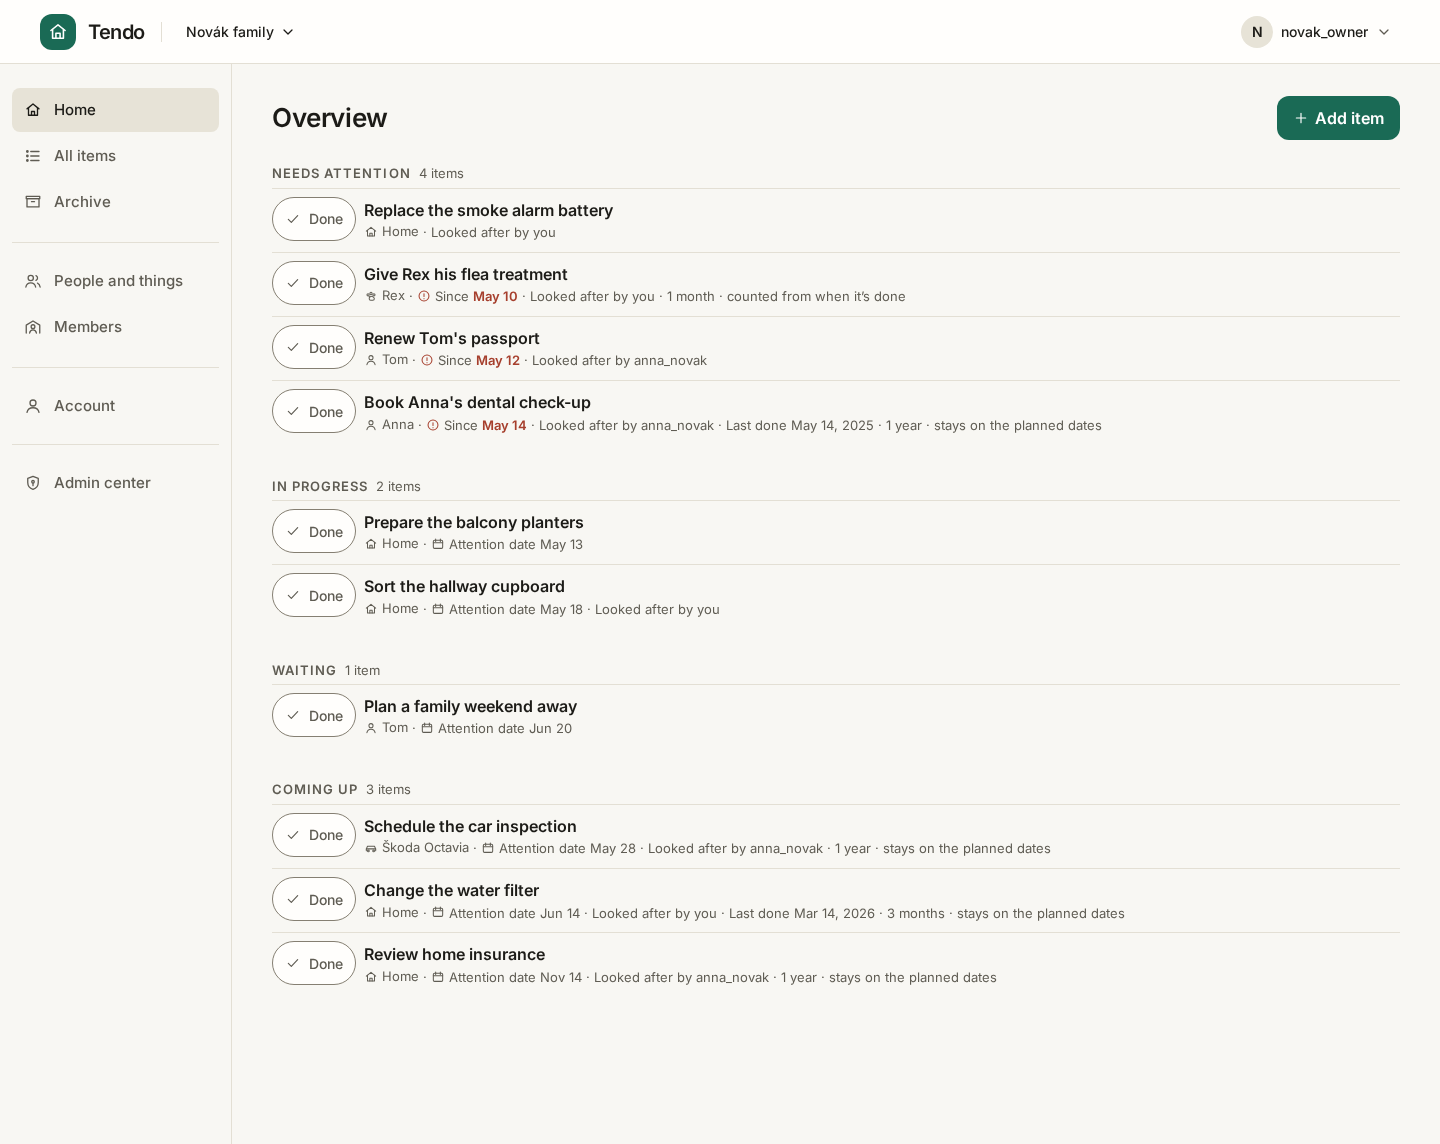 Tendo
Novák family
N
novak_owner
Home
All items
Archive
People and things
Members
Account
Admin center
Overview
Add item
NEEDS ATTENTION 4 items
Done
Replace the smoke alarm battery
Home · Looked after by you
Done
Give Rex his flea treatment
Rex · Since May 10 · Looked after by you · 1 month · counted from when it’s done
Done
Renew Tom's passport
Tom · Since May 12 · Looked after by anna_novak
Done
Book Anna's dental check-up
Anna · Since May 14 · Looked after by anna_novak · Last done May 14, 2025 · 1 year · stays on the planned dates
IN PROGRESS 2 items
Done
Prepare the balcony planters
Home · Attention date May 13
Done
Sort the hallway cupboard
Home · Attention date May 18 · Looked after by you
WAITING 1 item
Done
Plan a family weekend away
Tom · Attention date Jun 20
COMING UP 3 items
Done
Schedule the car inspection
Škoda Octavia · Attention date May 28 · Looked after by anna_novak · 1 year · stays on the planned dates
Done
Change the water filter
Home · Attention date Jun 14 · Looked after by you · Last done Mar 14, 2026 · 3 months · stays on the planned dates
Done
Review home insurance
Home · Attention date Nov 14 · Looked after by anna_novak · 1 year · stays on the planned dates